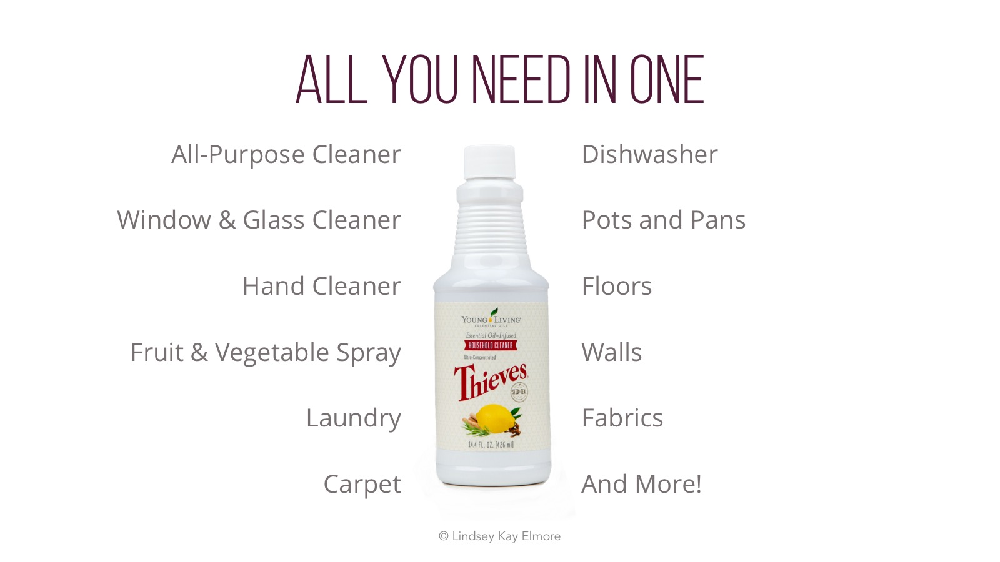 ALL YOU NEED IN ONE
All-Purpose Cleaner
Window & Glass Cleaner
Hand Cleaner
Fruit & Vegetable Spray
Laundry
Carpet
YOUNG LIVING®
ESSENTIAL OILS
Essential Oil~Infused
HOUSEHOLD CLEANER
Ultra-Concentrated
Thieves®
SEED TO SEAL
14.4 FL. OZ. [426 ml]
Dishwasher
Pots and Pans
Floors
Walls
Fabrics
And More!
© Lindsey Kay Elmore